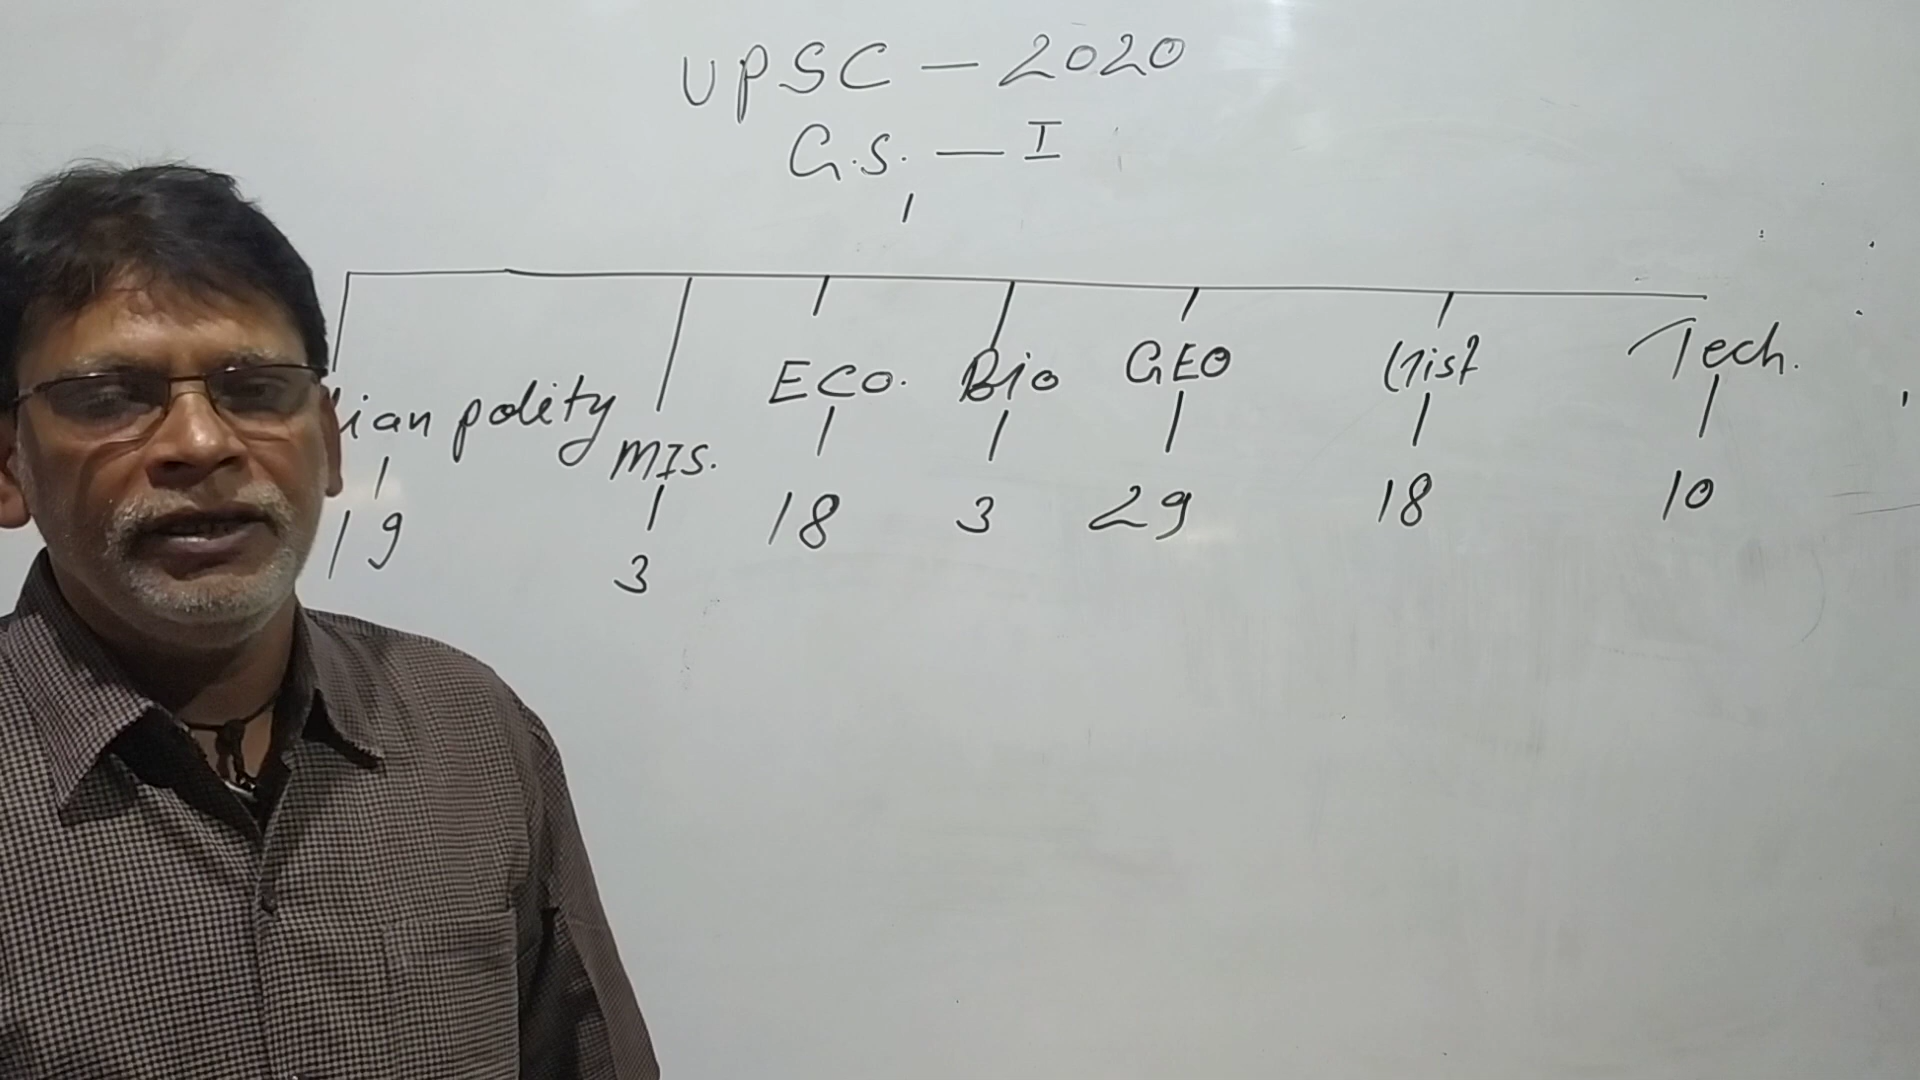 UPSC — 2020
G.S. — I
ian polity MIS. ECO. Bio GEO Hist Tech.
19 3 18 3 29 18 10